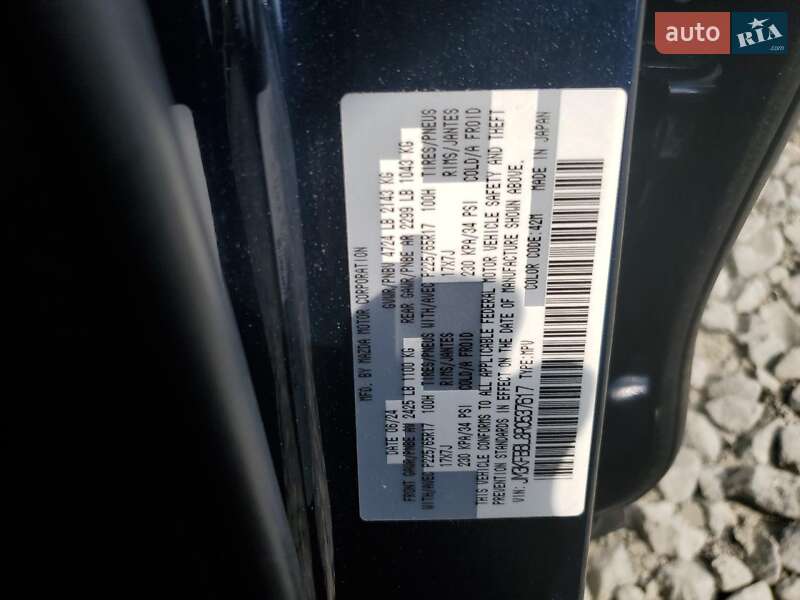 auto RIA.com
MFD. BY MAZDA MOTOR CORPORATION
DATE 06/24 GVWR/PNBV 4724 LB 2143 KG
FRONT GAWR/PNBE AV 2425 LB 1100 KG REAR GAWR/PNBE AR 2299 LB 1043 KG
WITH/AVEC P225/65R17 100H TIRES/PNEUS WITH/AVEC P225/65R17 100H TIRES/PNEUS
17X7J RIMS/JANTES 17X7J RIMS/JANTES
230 KPA/34 PSI COLD/A FROID 230 KPA/34 PSI COLD/A FROID
THIS VEHICLE CONFORMS TO ALL APPLICABLE FEDERAL MOTOR VEHICLE SAFETY AND THEFT
PREVENTION STANDARDS IN EFFECT ON THE DATE OF MANUFACTURE SHOWN ABOVE.
VIN: JM3KFBBL8R0537617 TYPE:MPV COLOR CODE:42M MADE IN JAPAN